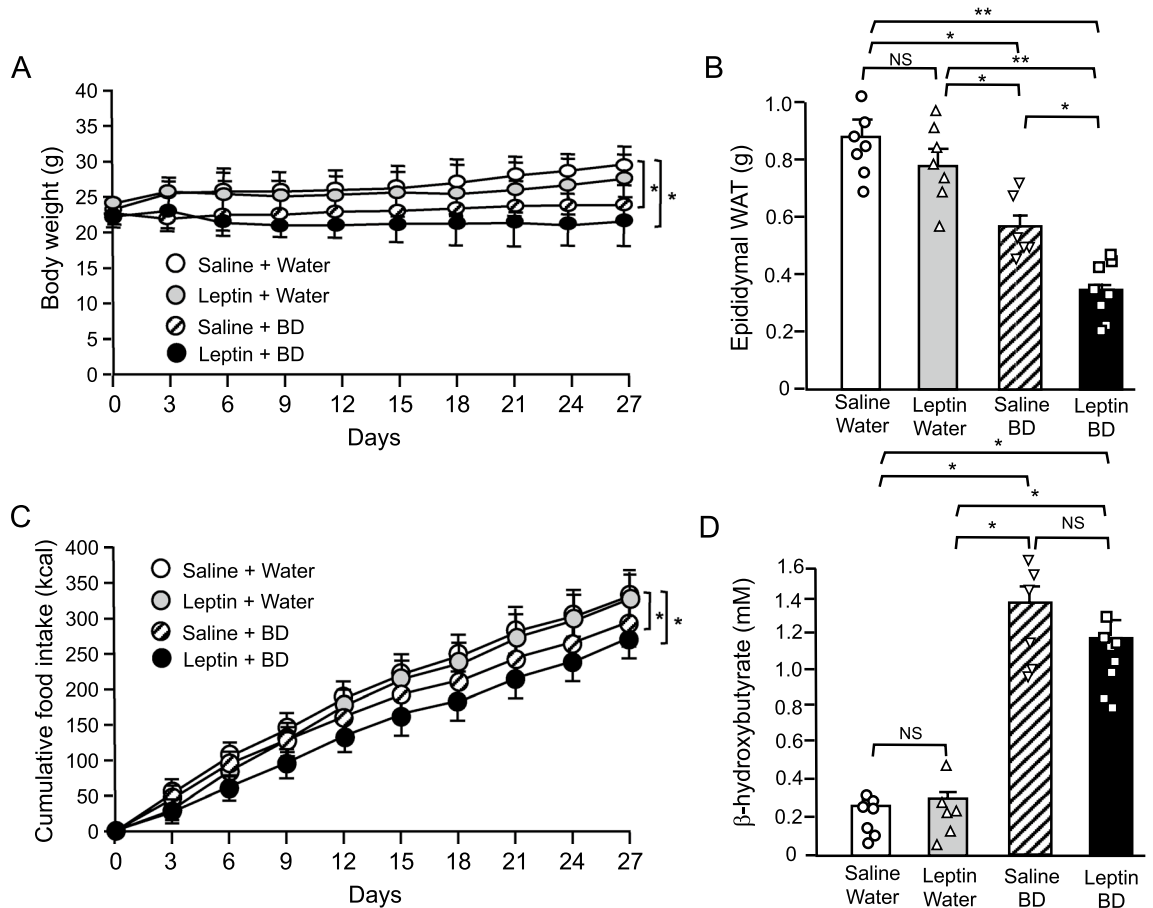 A
Body weight (g)
40
35
30
25
20
15
10
5
0
Saline + Water
Leptin + Water
Saline + BD
Leptin + BD
* *
0 3 6 9 12 15 18 21 24 27
Days
B
**
*
NS **
*
*
Epididymal WAT (g)
1.0
0.8
0.6
0.4
0.2
0
Saline Leptin Saline Leptin
Water Water BD BD
C
Cumulative food intake (kcal)
400
350
300
250
200
150
100
50
0
Saline + Water
Leptin + Water
Saline + BD
Leptin + BD
* *
0 3 6 9 12 15 18 21 24 27
Days
D
*
*
*
* NS
NS
β-hydroxybutyrate (mM)
1.6
1.4
1.2
1.0
0.8
0.6
0.4
0.2
0
Saline Leptin Saline Leptin
Water Water BD BD